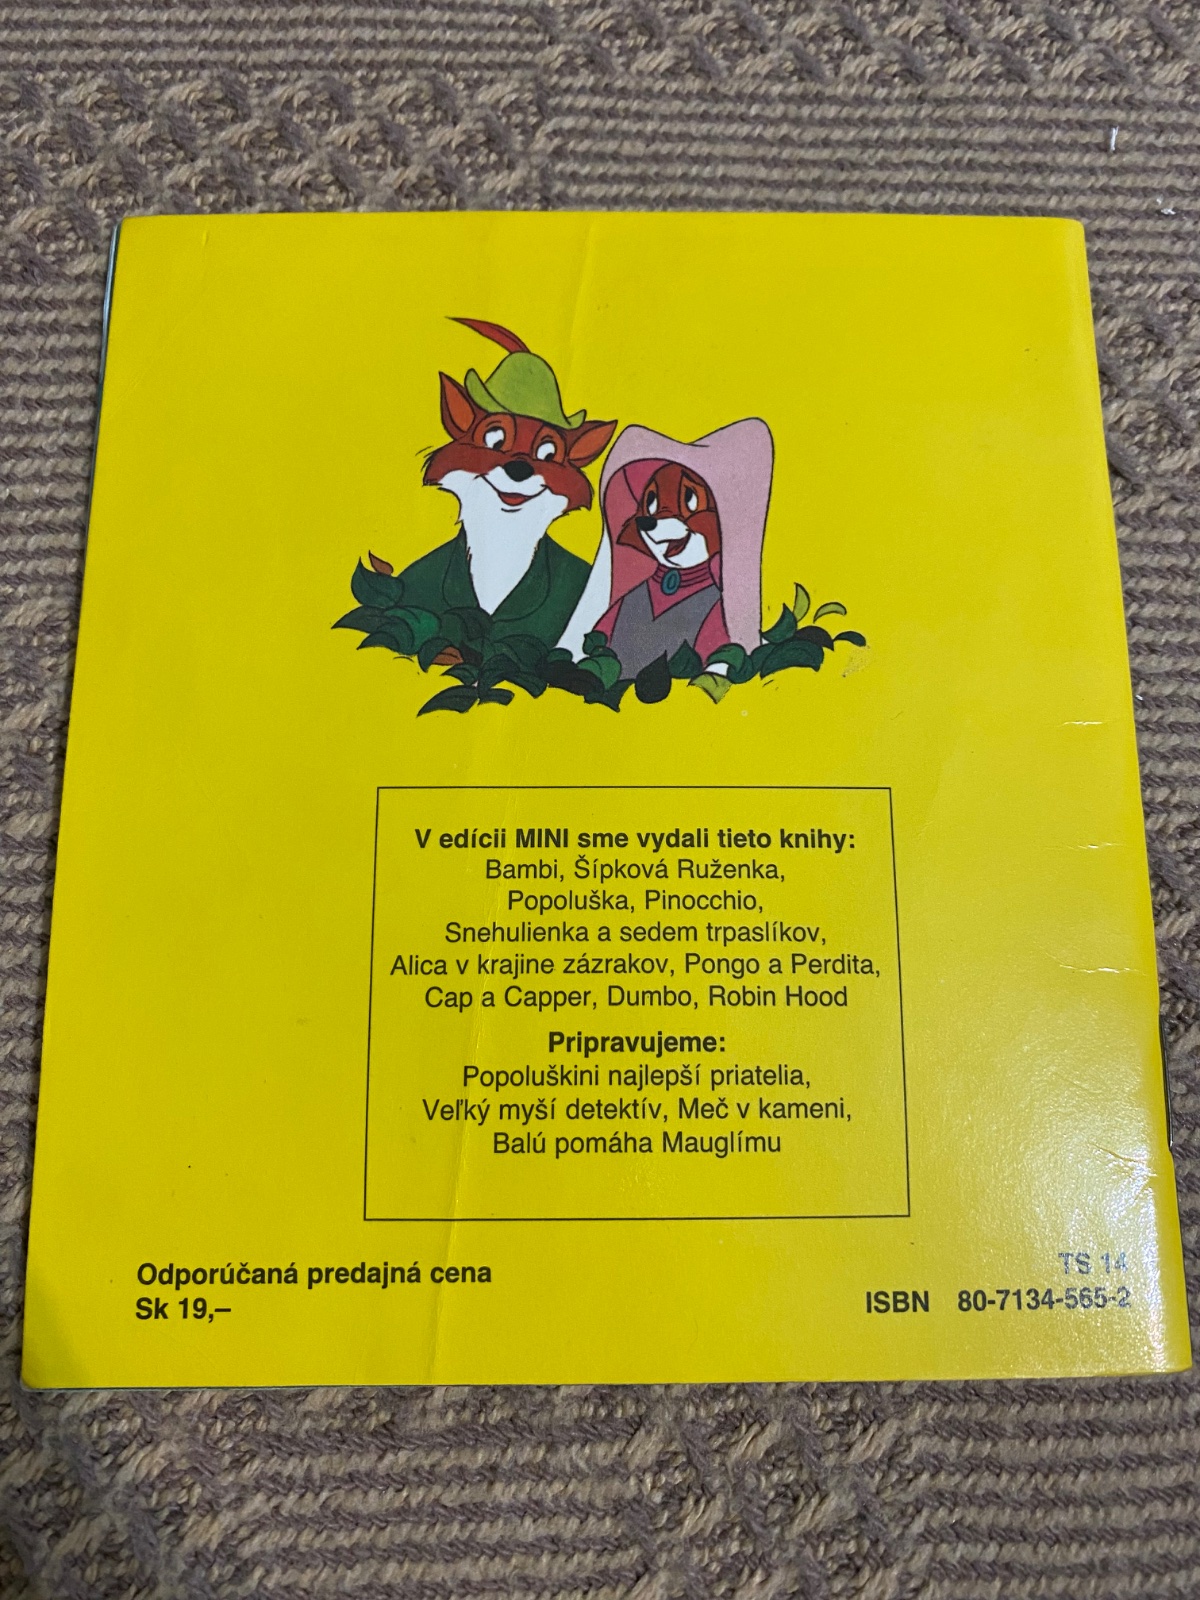 V edícii MINI sme vydali tieto knihy:
Bambi, Šípková Ruženka,
Popoluška, Pinocchio,
Snehulienka a sedem trpaslíkov,
Alica v krajine zázrakov, Pongo a Perdita,
Cap a Capper, Dumbo, Robin Hood
Pripravujeme:
Popoluškini najlepší priatelia,
Veľký myší detektív, Meč v kameni,
Balú pomáha Mauglímu
Odporúčaná predajná cena
Sk 19,–
TS 14
ISBN 80-7134-565-2